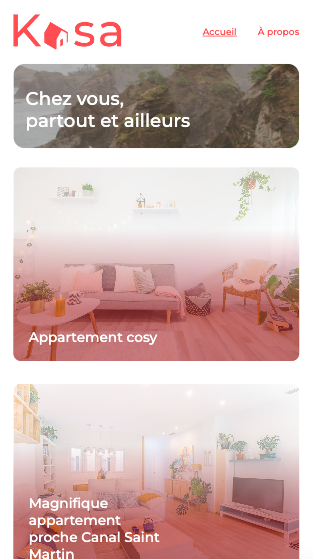 Kasa
Accueil
À propos
Chez vous,
partout et ailleurs
Appartement cosy
Magnifique
appartement
proche Canal Saint
Martin